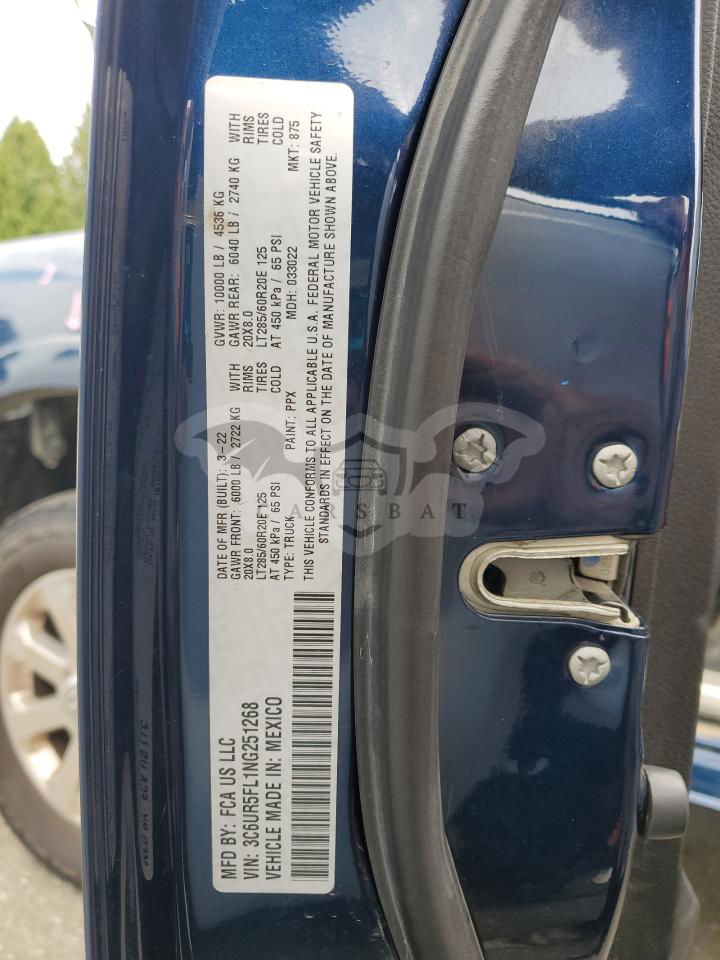 MFD BY: FCA US LLC
VIN: 3C6UR5FL1NG251268
VEHICLE MADE IN: MEXICO
DATE OF MFR (BUILT): 3-22 GVWR: 10000 LB / 4536 KG
GAWR FRONT: 6000 LB / 2722 KG WITH GAWR REAR: 6040 LB / 2740 KG WITH
20X8.0 RIMS 20X8.0 RIMS
LT285/60R20E 125 TIRES LT285/60R20E 125 TIRES
AT 450 kPa / 65 PSI COLD AT 450 kPa / 65 PSI COLD
TYPE: TRUCK PAINT: PPX MDH: 033022 MKT: 875
THIS VEHICLE CONFORMS TO ALL APPLICABLE U.S.A. FEDERAL MOTOR VEHICLE SAFETY
STANDARDS IN EFFECT ON THE DATE OF MANUFACTURE SHOWN ABOVE.
CARSBAT